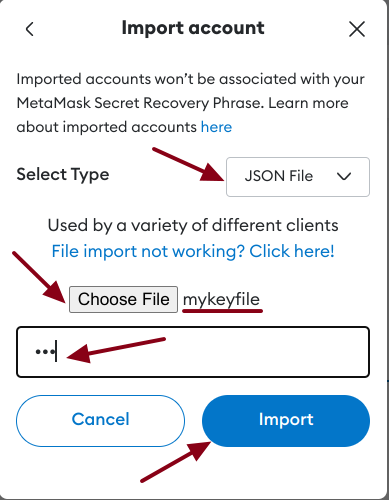 Import account
Imported accounts won’t be associated with your
MetaMask Secret Recovery Phrase. Learn more
about imported accounts here
Select Type
JSON File
Used by a variety of different clients
File import not working? Click here!
Choose File mykeyfile
•••
Cancel
Import